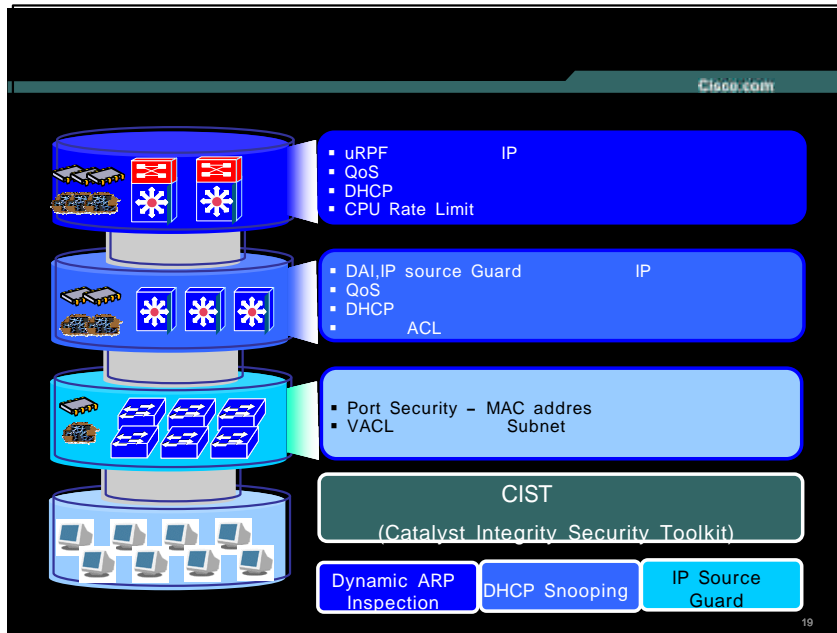 Cisco.com
▪ uRPF IP
▪ QoS
▪ DHCP
▪ CPU Rate Limit
▪ DAI,IP source Guard IP
▪ QoS
▪ DHCP
▪ ACL
▪ Port Security – MAC addres
▪ VACL Subnet
CIST
(Catalyst Integrity Security Toolkit)
Dynamic ARP
Inspection
DHCP Snooping
IP Source
Guard
19